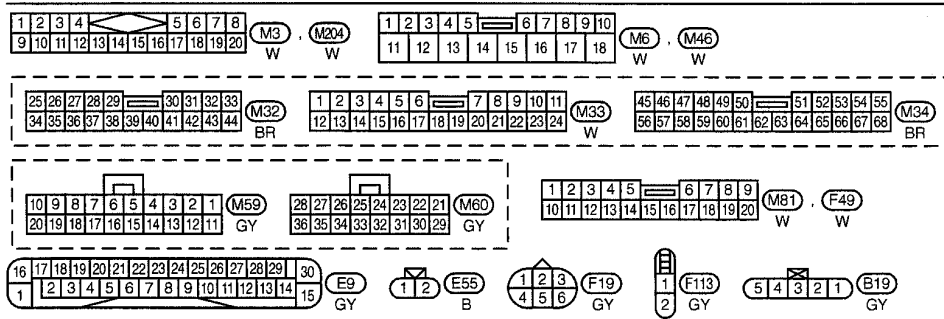 1 2 3 4 5 6 7 8
9 10 11 12 13 14 15 16 17 18 19 20
M3 , M204
W W
1 2 3 4 5 6 7 8 9 10
11 12 13 14 15 16 17 18
M6 , M46
W W
25 26 27 28 29 30 31 32 33
34 35 36 37 38 39 40 41 42 43 44
M32
BR
1 2 3 4 5 6 7 8 9 10 11
12 13 14 15 16 17 18 19 20 21 22 23 24
M33
W
45 46 47 48 49 50 51 52 53 54 55
56 57 58 59 60 61 62 63 64 65 66 67 68
M34
BR
10 9 8 7 6 5 4 3 2 1
20 19 18 17 16 15 14 13 12 11
M59
GY
28 27 26 25 24 23 22 21
36 35 34 33 32 31 30 29
M60
GY
1 2 3 4 5 6 7 8 9
10 11 12 13 14 15 16 17 18 19 20
M81 , F49
W W
16 17 18 19 20 21 22 23 24 25 26 27 28 29 30
1 2 3 4 5 6 7 8 9 10 11 12 13 14 15
E9
GY
1 2
E55
B
1 2 3
4 5 6
F19
GY
1
2
F113
GY
5 4 3 2 1
B19
GY